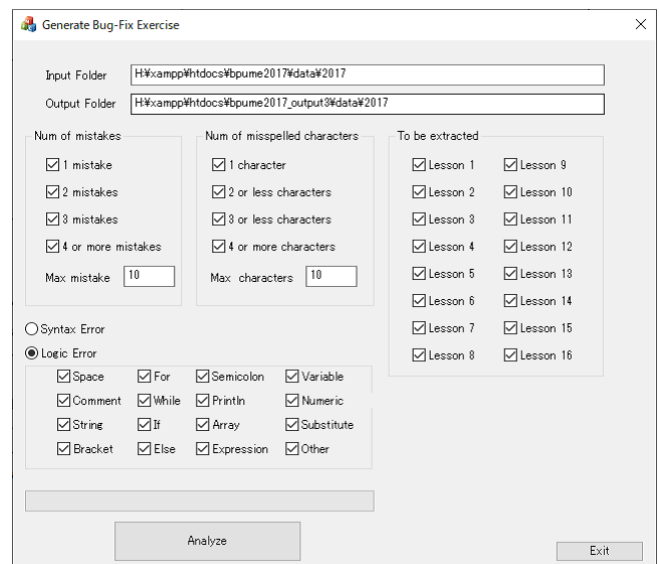 Generate Bug-Fix Exercise
Input Folder H:¥xampp¥htdocs¥bpume2017¥data¥2017
Output Folder H:¥xampp¥htdocs¥bpume2017_output3¥data¥2017
Num of mistakes Num of misspelled characters To be extracted
1 mistake 1 character Lesson 1 Lesson 9
2 mistakes 2 or less characters Lesson 2 Lesson 10
3 mistakes 3 or less characters Lesson 3 Lesson 11
4 or more mistakes 4 or more characters Lesson 4 Lesson 12
Max mistake 10 Max characters 10 Lesson 5 Lesson 13
Lesson 6 Lesson 14
Syntax Error Lesson 7 Lesson 15
Logic Error Lesson 8 Lesson 16
Space For Semicolon Variable
Comment While Println Numeric
String If Array Substitute
Bracket Else Expression Other
Analyze
Exit